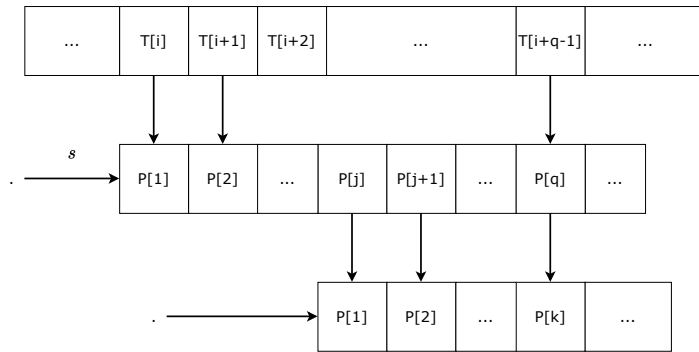 ... T[i] T[i+1] T[i+2] ... T[i+q-1] ...
s
. P[1] P[2] ... P[j] P[j+1] ... P[q] ...
. P[1] P[2] ... P[k] ...